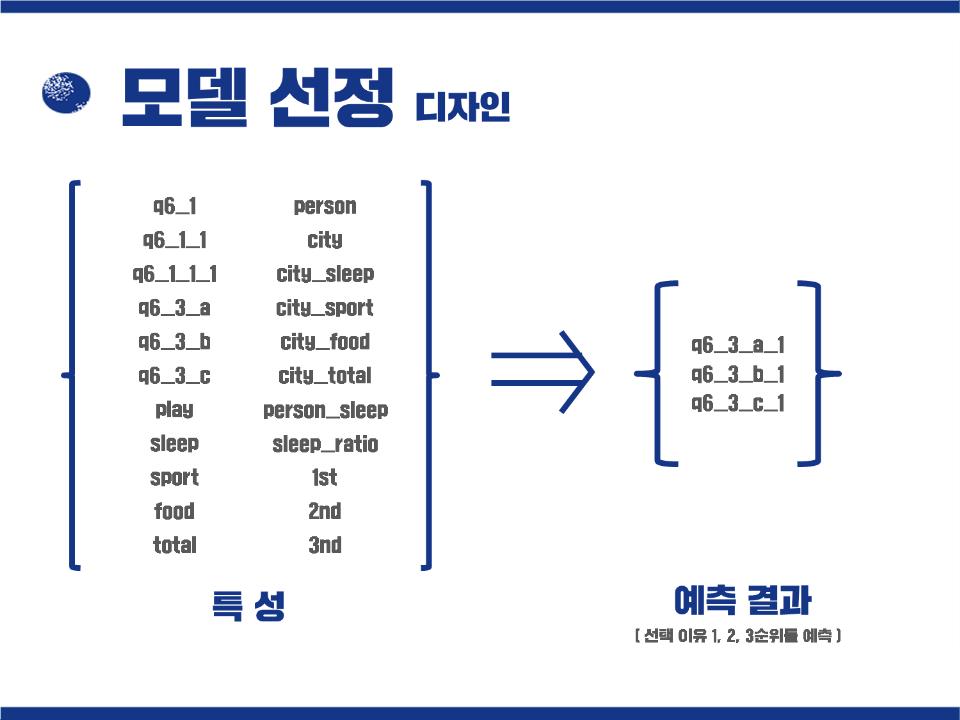 모델 선정 디자인
q6_1
q6_1_1
q6_1_1_1
q6_3_a
q6_3_b
q6_3_c
play
sleep
sport
food
total
person
city
city_sleep
city_sport
city_food
city_total
person_sleep
sleep_ratio
1st
2nd
3nd
특 성
q6_3_a_1
q6_3_b_1
q6_3_c_1
예측 결과
( 선택 이유 1, 2, 3순위를 예측 )